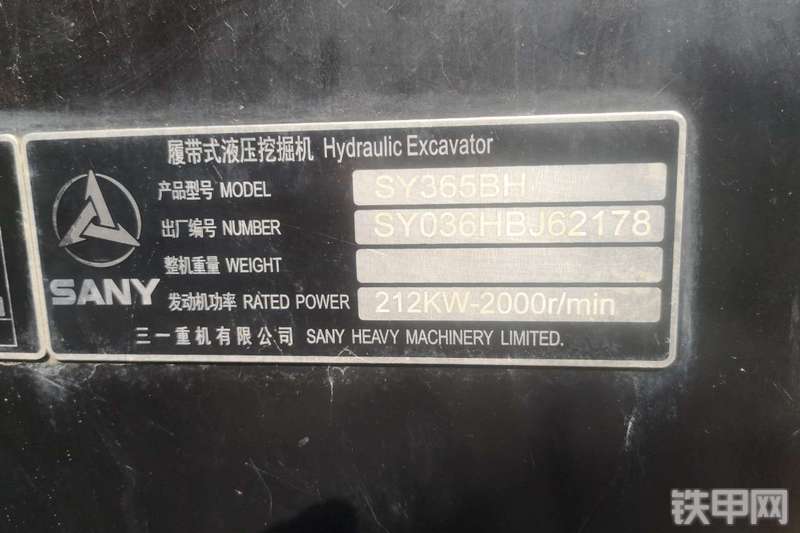 履带式液压挖掘机 Hydraulic Excavator
产品型号 MODEL SY365BH
出厂编号 NUMBER SY036HBJ62178
整机重量 WEIGHT
发动机功率 RATED POWER 212KW-2000r/min
SANY
三一重机有限公司 SANY HEAVY MACHINERY LIMITED.
铁甲网